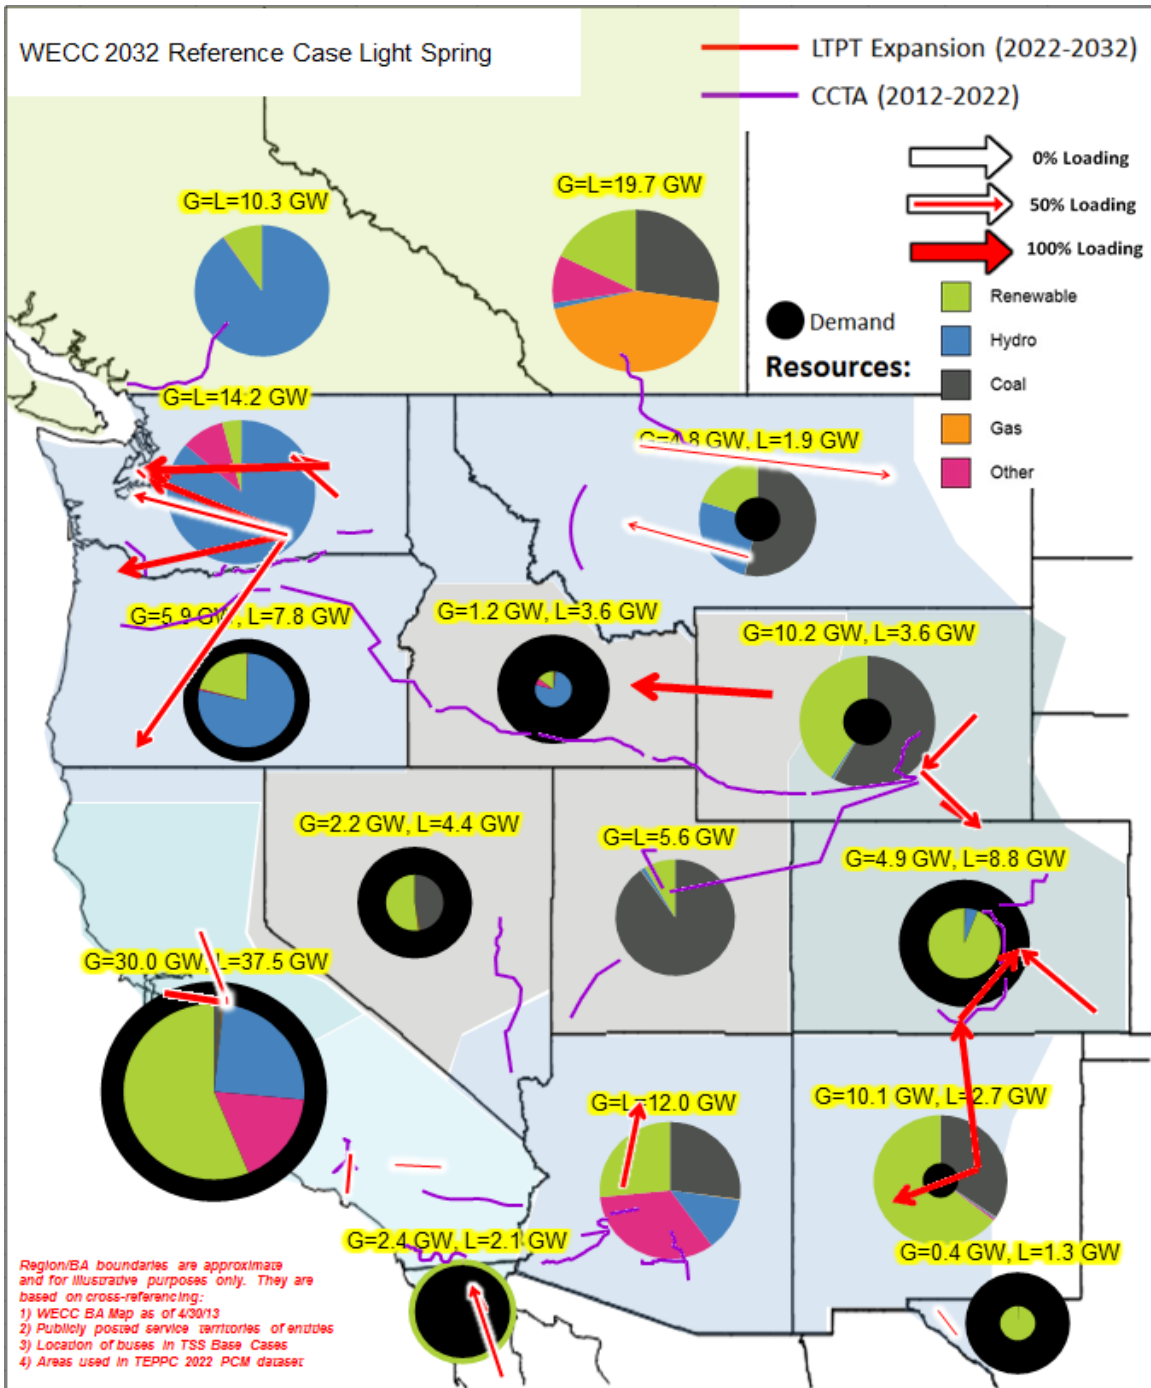 WECC 2032 Reference Case Light Spring
LTPT Expansion (2022-2032)
CCTA (2012-2022)
0% Loading
50% Loading
100% Loading
G=L=10.3 GW
G=L=19.7 GW
Renewable
Demand
Hydro
Resources:
Coal
Gas
Other
G=L=14.2 GW
G=4.8 GW, L=1.9 GW
G=5.9 GW, L=7.8 GW
G=1.2 GW, L=3.6 GW
G=10.2 GW, L=3.6 GW
G=2.2 GW, L=4.4 GW
G=L=5.6 GW
G=4.9 GW, L=8.8 GW
G=30.0 GW, L=37.5 GW
G=L=12.0 GW
G=10.1 GW, L=2.7 GW
G=2.4 GW, L=2.1 GW
G=0.4 GW, L=1.3 GW
Region/BA boundaries are approximate
and for illustrative purposes only. They are
based on cross-referencing:
1) WECC BA Map as of 4/30/13
2) Publicly posted service territories of entities
3) Location of buses in TSS Base Cases
4) Areas used in TEPPC 2022 PCM dataset